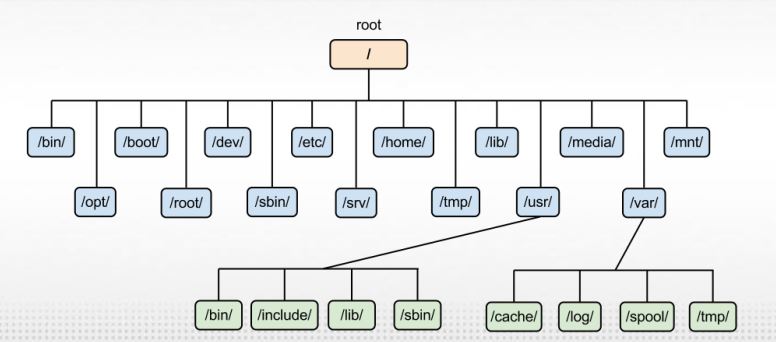 root
/
/bin/ /boot/ /dev/ /etc/ /home/ /lib/ /media/ /mnt/
/opt/ /root/ /sbin/ /srv/ /tmp/ /usr/ /var/
/bin/ /include/ /lib/ /sbin/ /cache/ /log/ /spool/ /tmp/